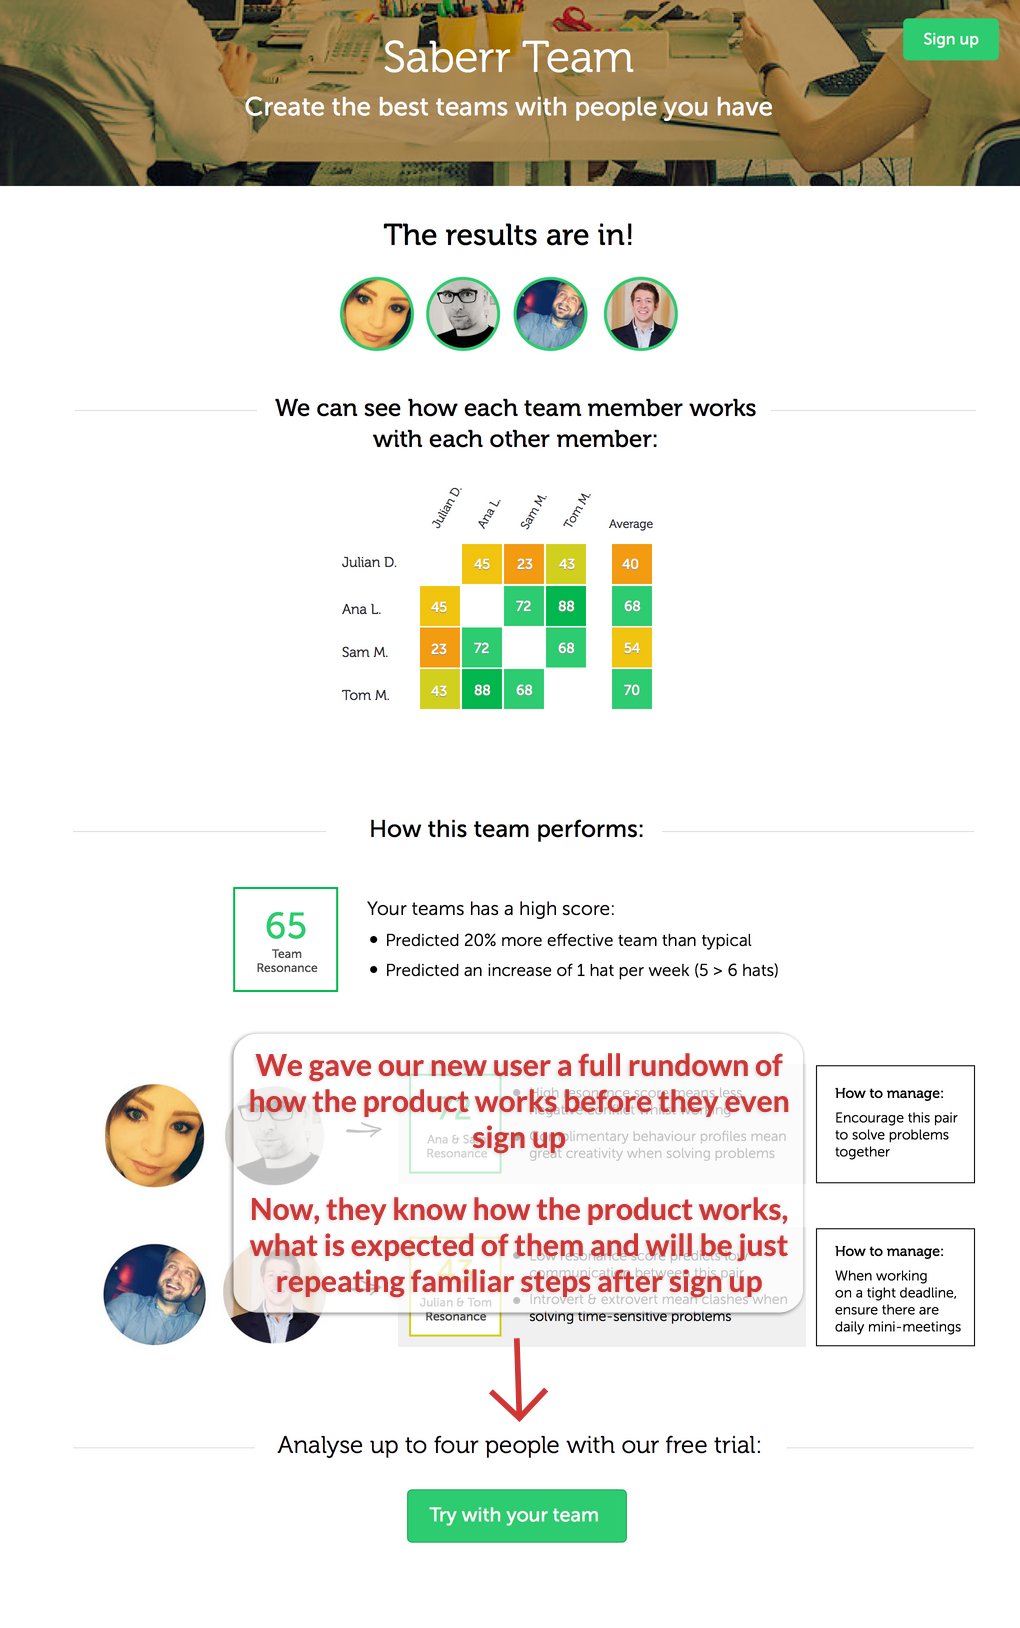 Sign up
Saberr Team
Create the best teams with people you have
The results are in!
We can see how each team member works
with each other member:
Julian D. Ana L. Sam M. Tom M. Average
Julian D. 45 23 43 40
Ana L. 45 72 88 68
Sam M. 23 72 68 54
Tom M. 43 88 68 70
How this team performs:
65
Team
Resonance
Your teams has a high score:
• Predicted 20% more effective team than typical
• Predicted an increase of 1 hat per week (5 > 6 hats)
We gave our new user a full rundown of
how the product works before they even
sign up
Now, they know how the product works,
what is expected of them and will be just
repeating familiar steps after sign up
72
Ana & Sam
Resonance
• High resonance score means less
negative conflict whilst working
• Complimentary behaviour profiles mean
great creativity when solving problems
How to manage:
Encourage this pair
to solve problems
together
43
Julian & Tom
Resonance
• Low resonance score predicts low
communication between this pair
• Introvert & extrovert mean clashes when
solving time-sensitive problems
How to manage:
When working
on a tight deadline,
ensure there are
daily mini-meetings
Analyse up to four people with our free trial:
Try with your team